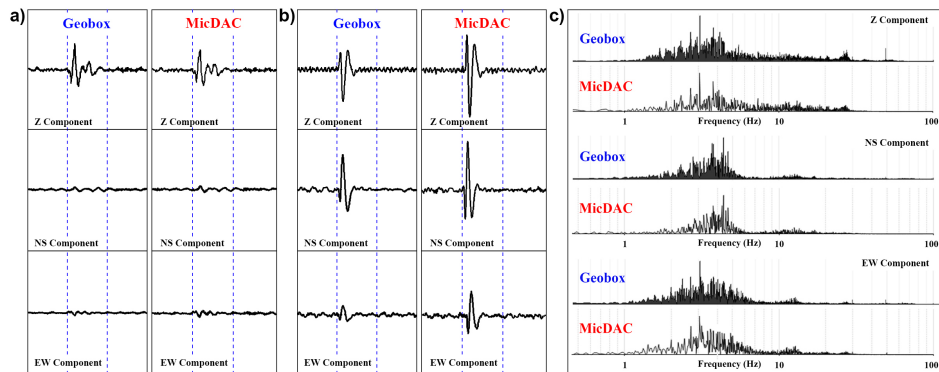 a)
Geobox
MicDAC
Z Component
Z Component
NS Component
NS Component
EW Component
EW Component
b)
Geobox
MicDAC
Z Component
Z Component
NS Component
NS Component
EW Component
EW Component
c)
Z Component
Geobox
MicDAC
1
Frequency (Hz)
10
100
NS Component
Geobox
MicDAC
1
Frequency (Hz)
10
100
EW Component
Geobox
MicDAC
1
Frequency (Hz)
10
100